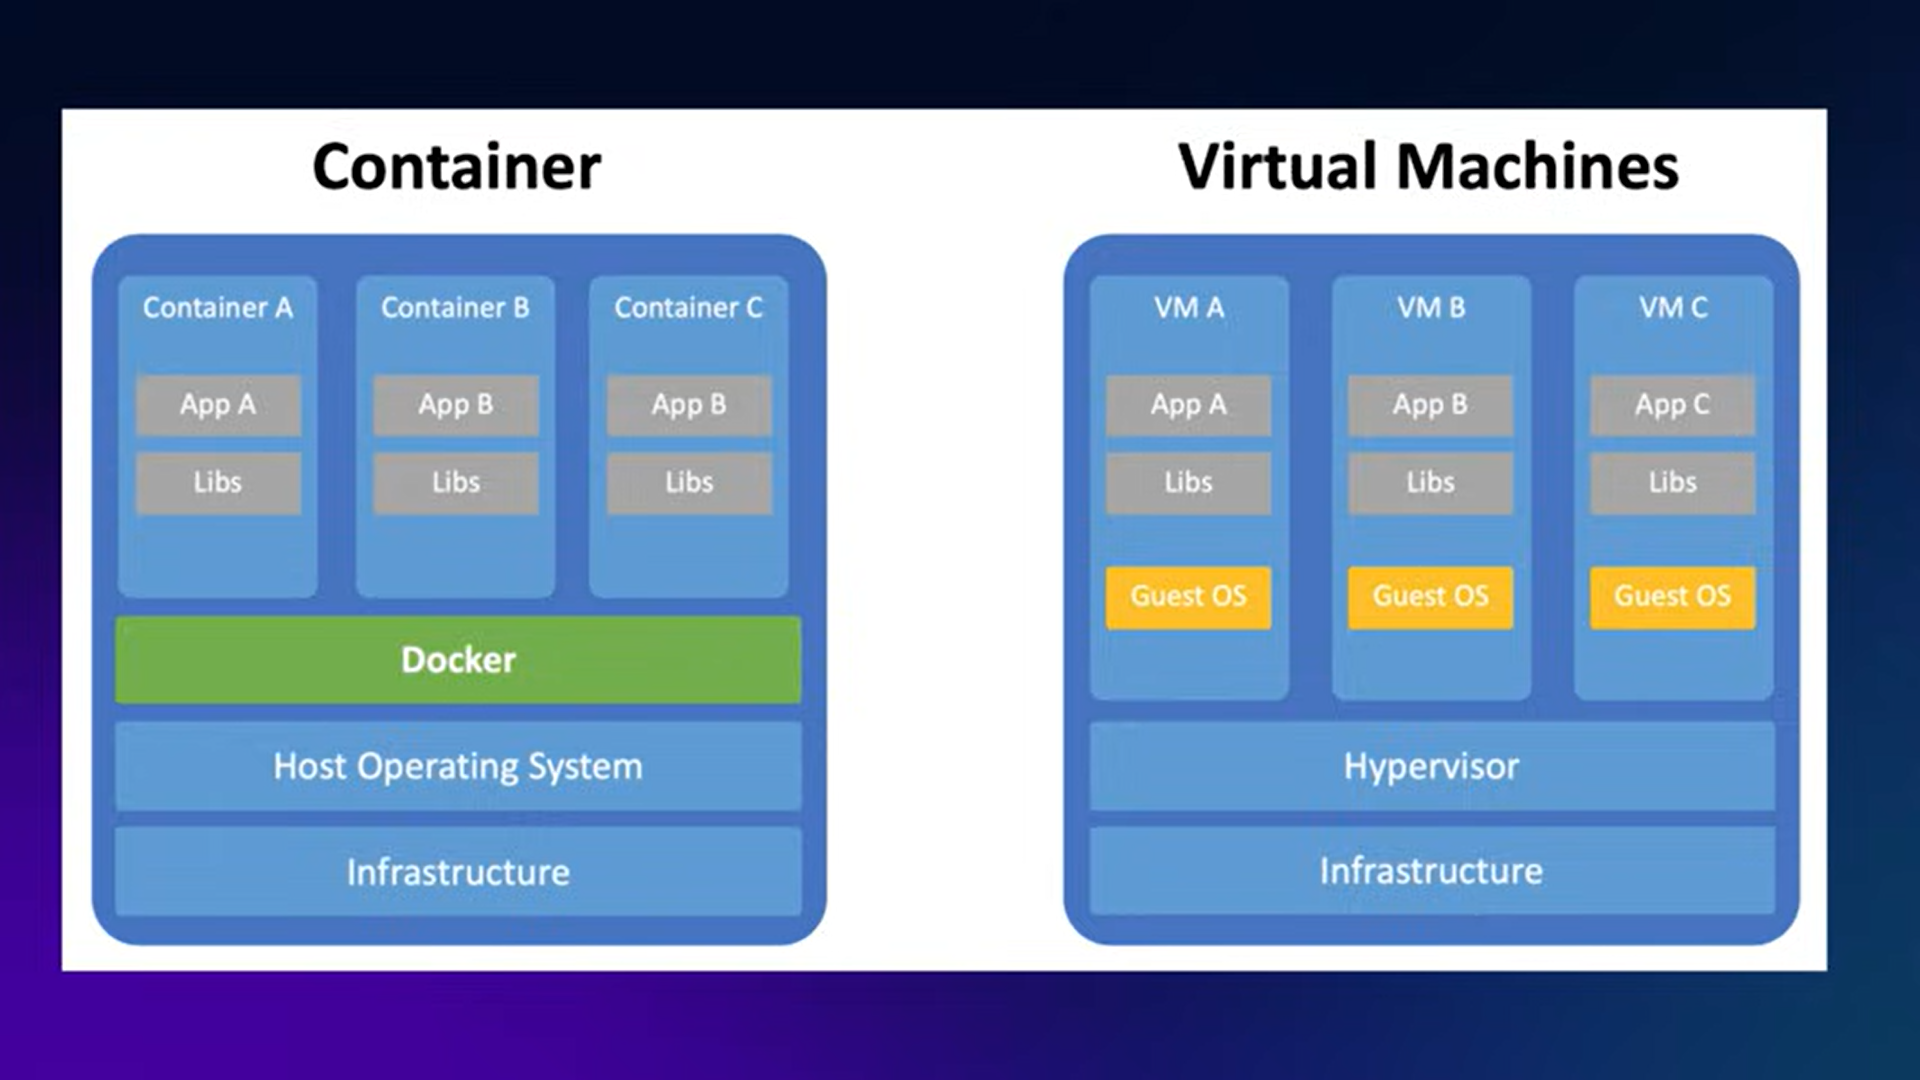 Container
Container A
Container B
Container C
App A
App B
App B
Libs
Libs
Libs
Docker
Host Operating System
Infrastructure
Virtual Machines
VM A
VM B
VM C
App A
App B
App C
Libs
Libs
Libs
Guest OS
Guest OS
Guest OS
Hypervisor
Infrastructure